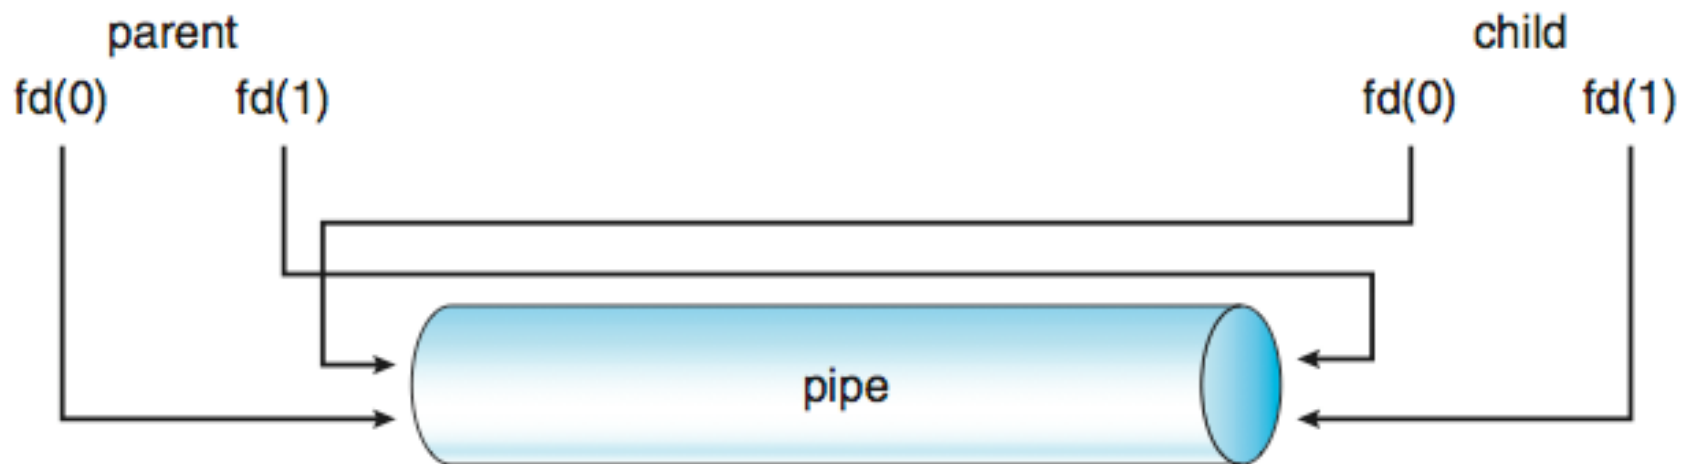 parent child
fd(0) fd(1) fd(0) fd(1)
pipe